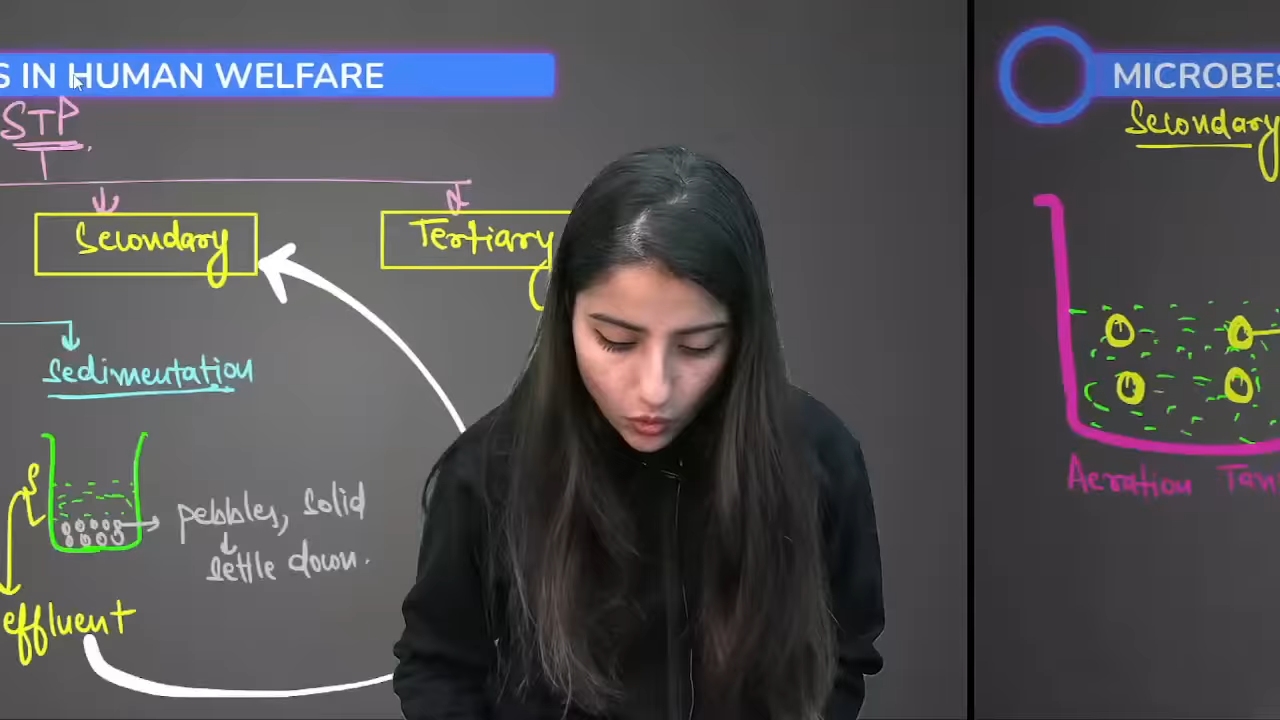 S IN HUMAN WELFARE
STP
Secondary
Tertiary
sedimentation
pebbles, solid
settle down.
effluent
MICROBES
Secondary
Aeration Tan